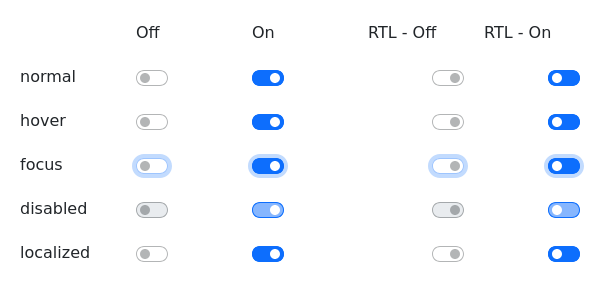 Off On RTL - Off RTL - On
normal
hover
focus
disabled
localized